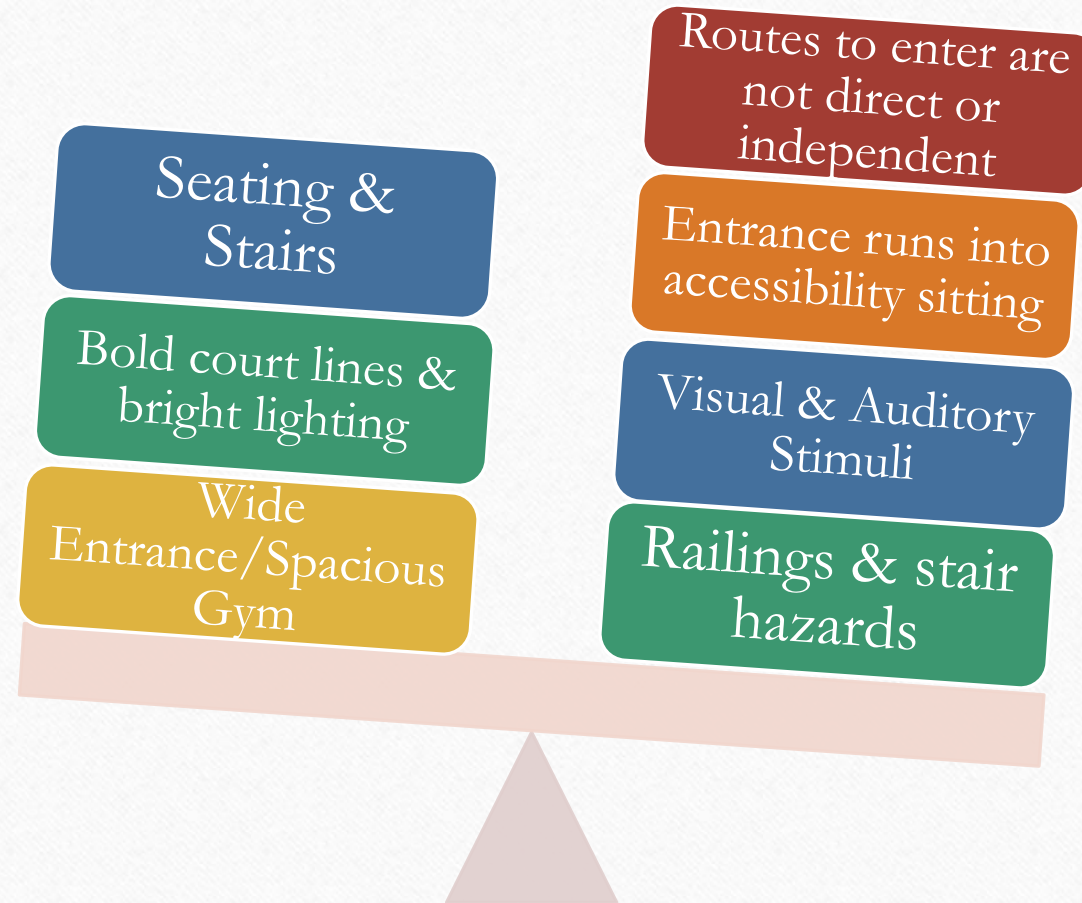 Seating &
Stairs
Bold court lines &
bright lighting
Wide
Entrance/Spacious
Gym
Routes to enter are
not direct or
independent
Entrance runs into
accessibility sitting
Visual & Auditory
Stimuli
Railings & stair
hazards